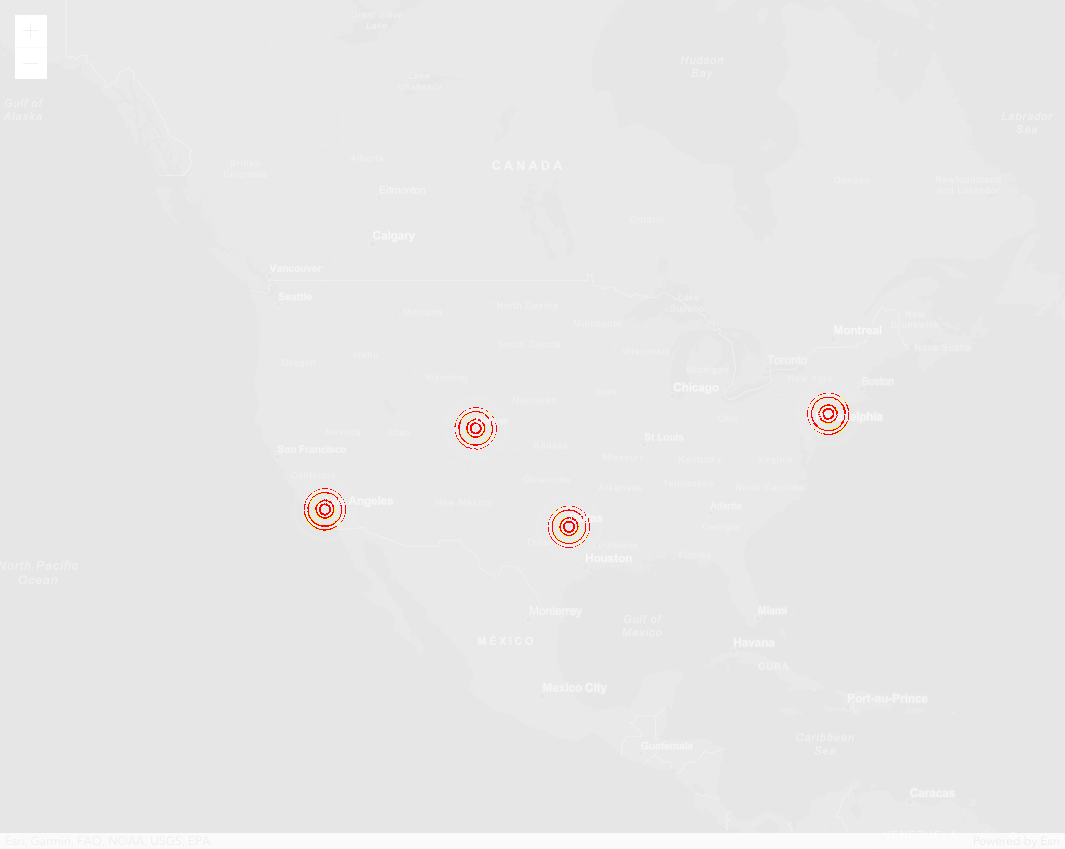 Great Bear
Lake
Hudson
Bay
Lake
Athabasca
Gulf of
Alaska
Labrador
Sea
Alberta
British
Columbia
CANADA
Quebec
Newfoundland
and Labrador
Edmonton
Ontario
Calgary
Vancouver
Seattle
Lake
Superior
Montana
North Dakota
Minnesota
New
Brunswick
Montreal
Nova Scotia
South Dakota
Wisconsin
Oregon
Idaho
Toronto
Michigan
Wyoming
New York
Boston
Chicago
Iowa
Nebraska
Ohio
elphia
Nevada
Utah
St Louis
Kansas
San Francisco
Missouri
Kentucky
Virginia
California
Oklahoma
Tennessee
Arkansas
North Carolina
Angeles
New Mexico
Atlanta
Georgia
Louisiana
Houston
Florida
North Pacific
Ocean
Monterrey
Miami
Gulf of
Mexico
MÉXICO
Havana
CUBA
Mexico City
Port-au-Prince
Caribbean
Sea
Guatemala
Caracas
VENEZUELA
Esri, Garmin, FAO, NOAA, USGS, EPA
Powered by Esri